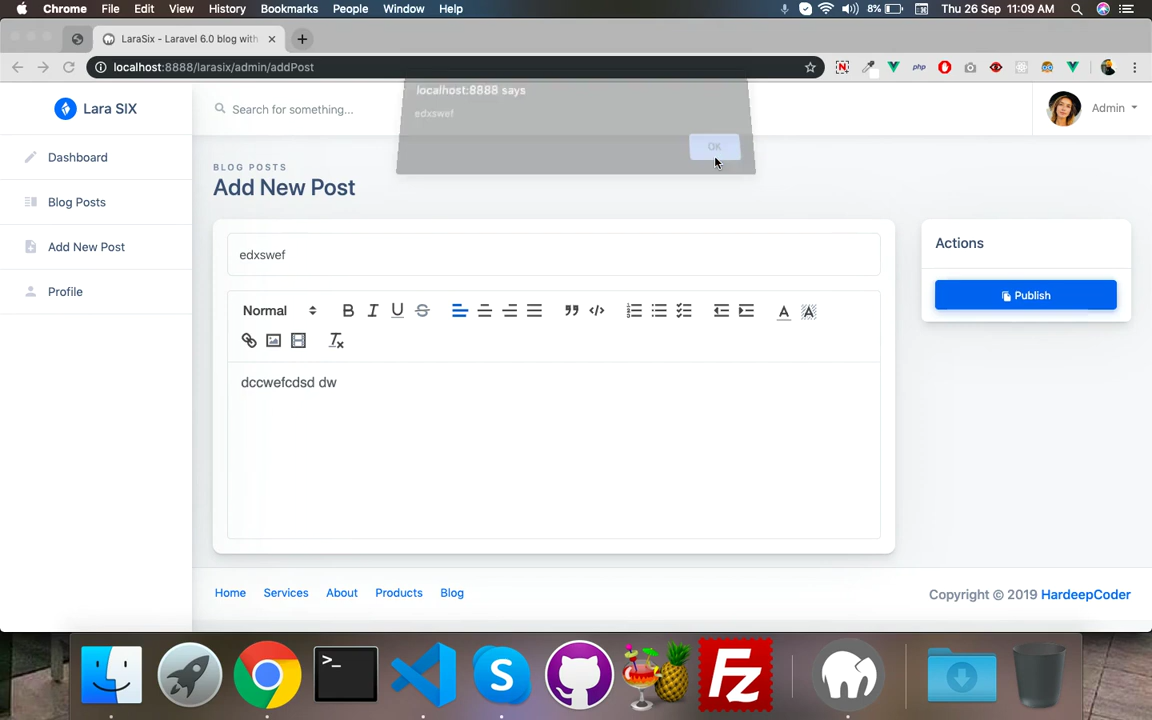 Chrome File Edit View History Bookmarks People Window Help 8% Thu 26 Sep 11:09 AM
LaraSix - Laravel 6.0 blog with
localhost:8888/larasix/admin/addPost
php
localhost:8888 says
edxswef
OK
Lara SIX
Search for something...
Admin
Dashboard
Blog Posts
Add New Post
Profile
BLOG POSTS
Add New Post
edxswef
Normal
dccwefcdsd dw
Actions
Publish
Home Services About Products Blog
Copyright © 2019 HardeepCoder